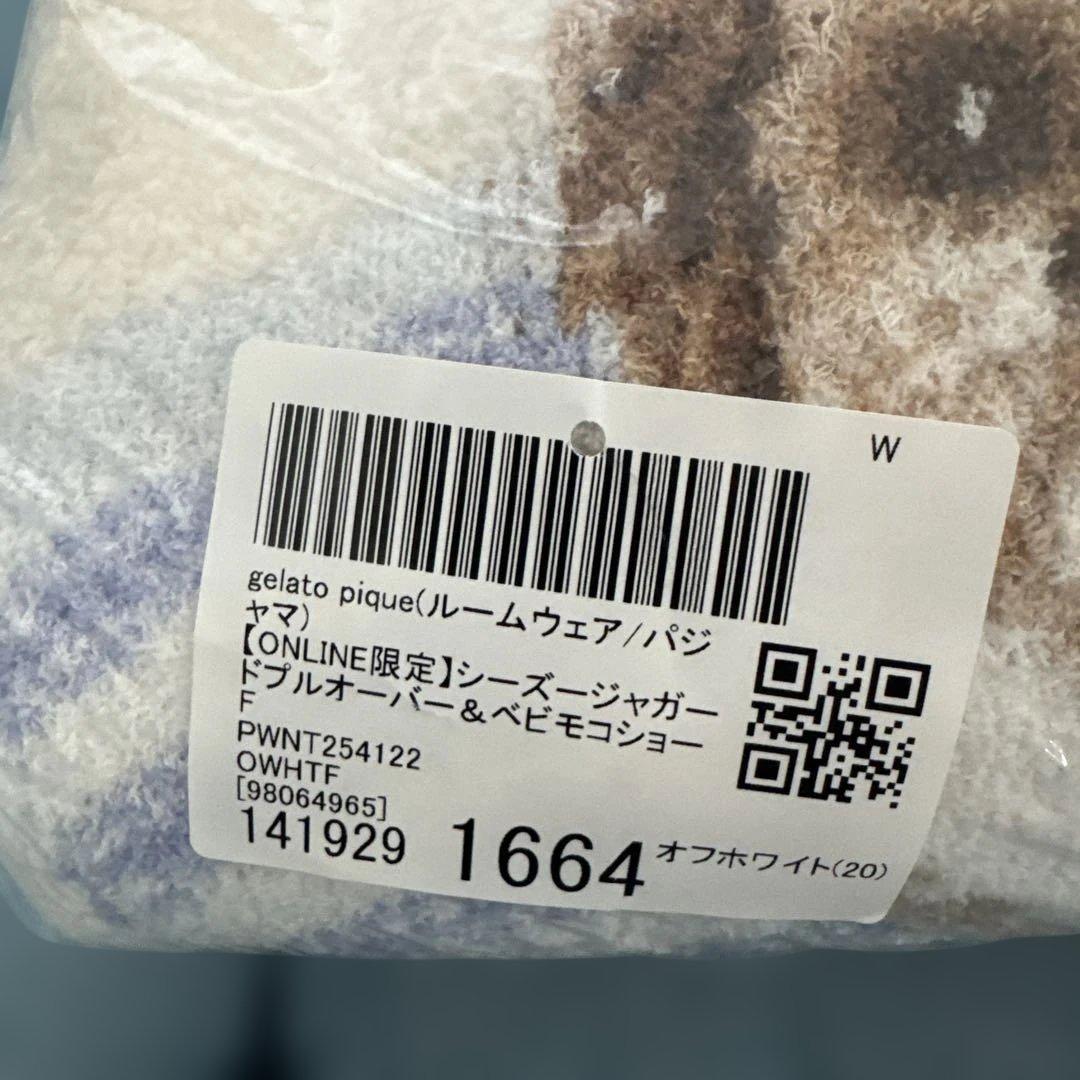 W
gelato pique(ルームウェア/パジ
ャマ)
【ONLINE限定】シーズージャガー
ドプルオーバー＆ベビモコショー
F
PWNT254122
OWHTF
[98064965]
141929 1664 オフホワイト(20)